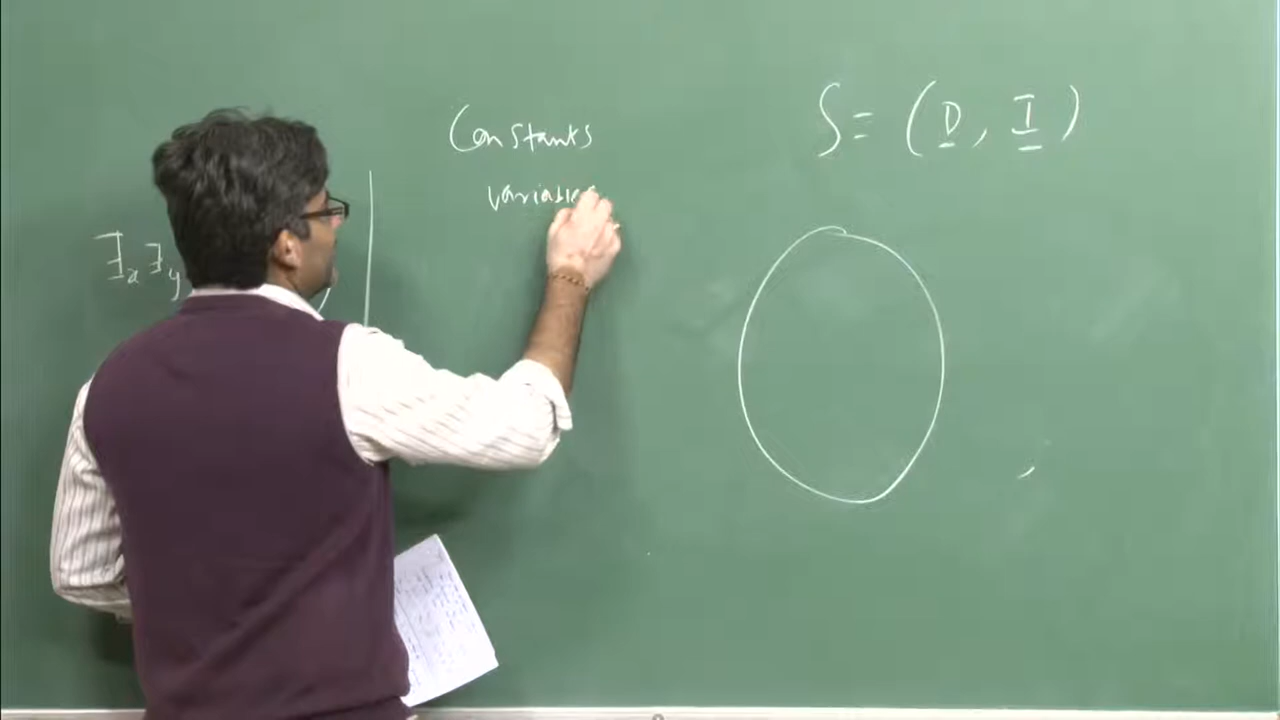 ∃x ∃y
Constants
variables
S = (D, I)